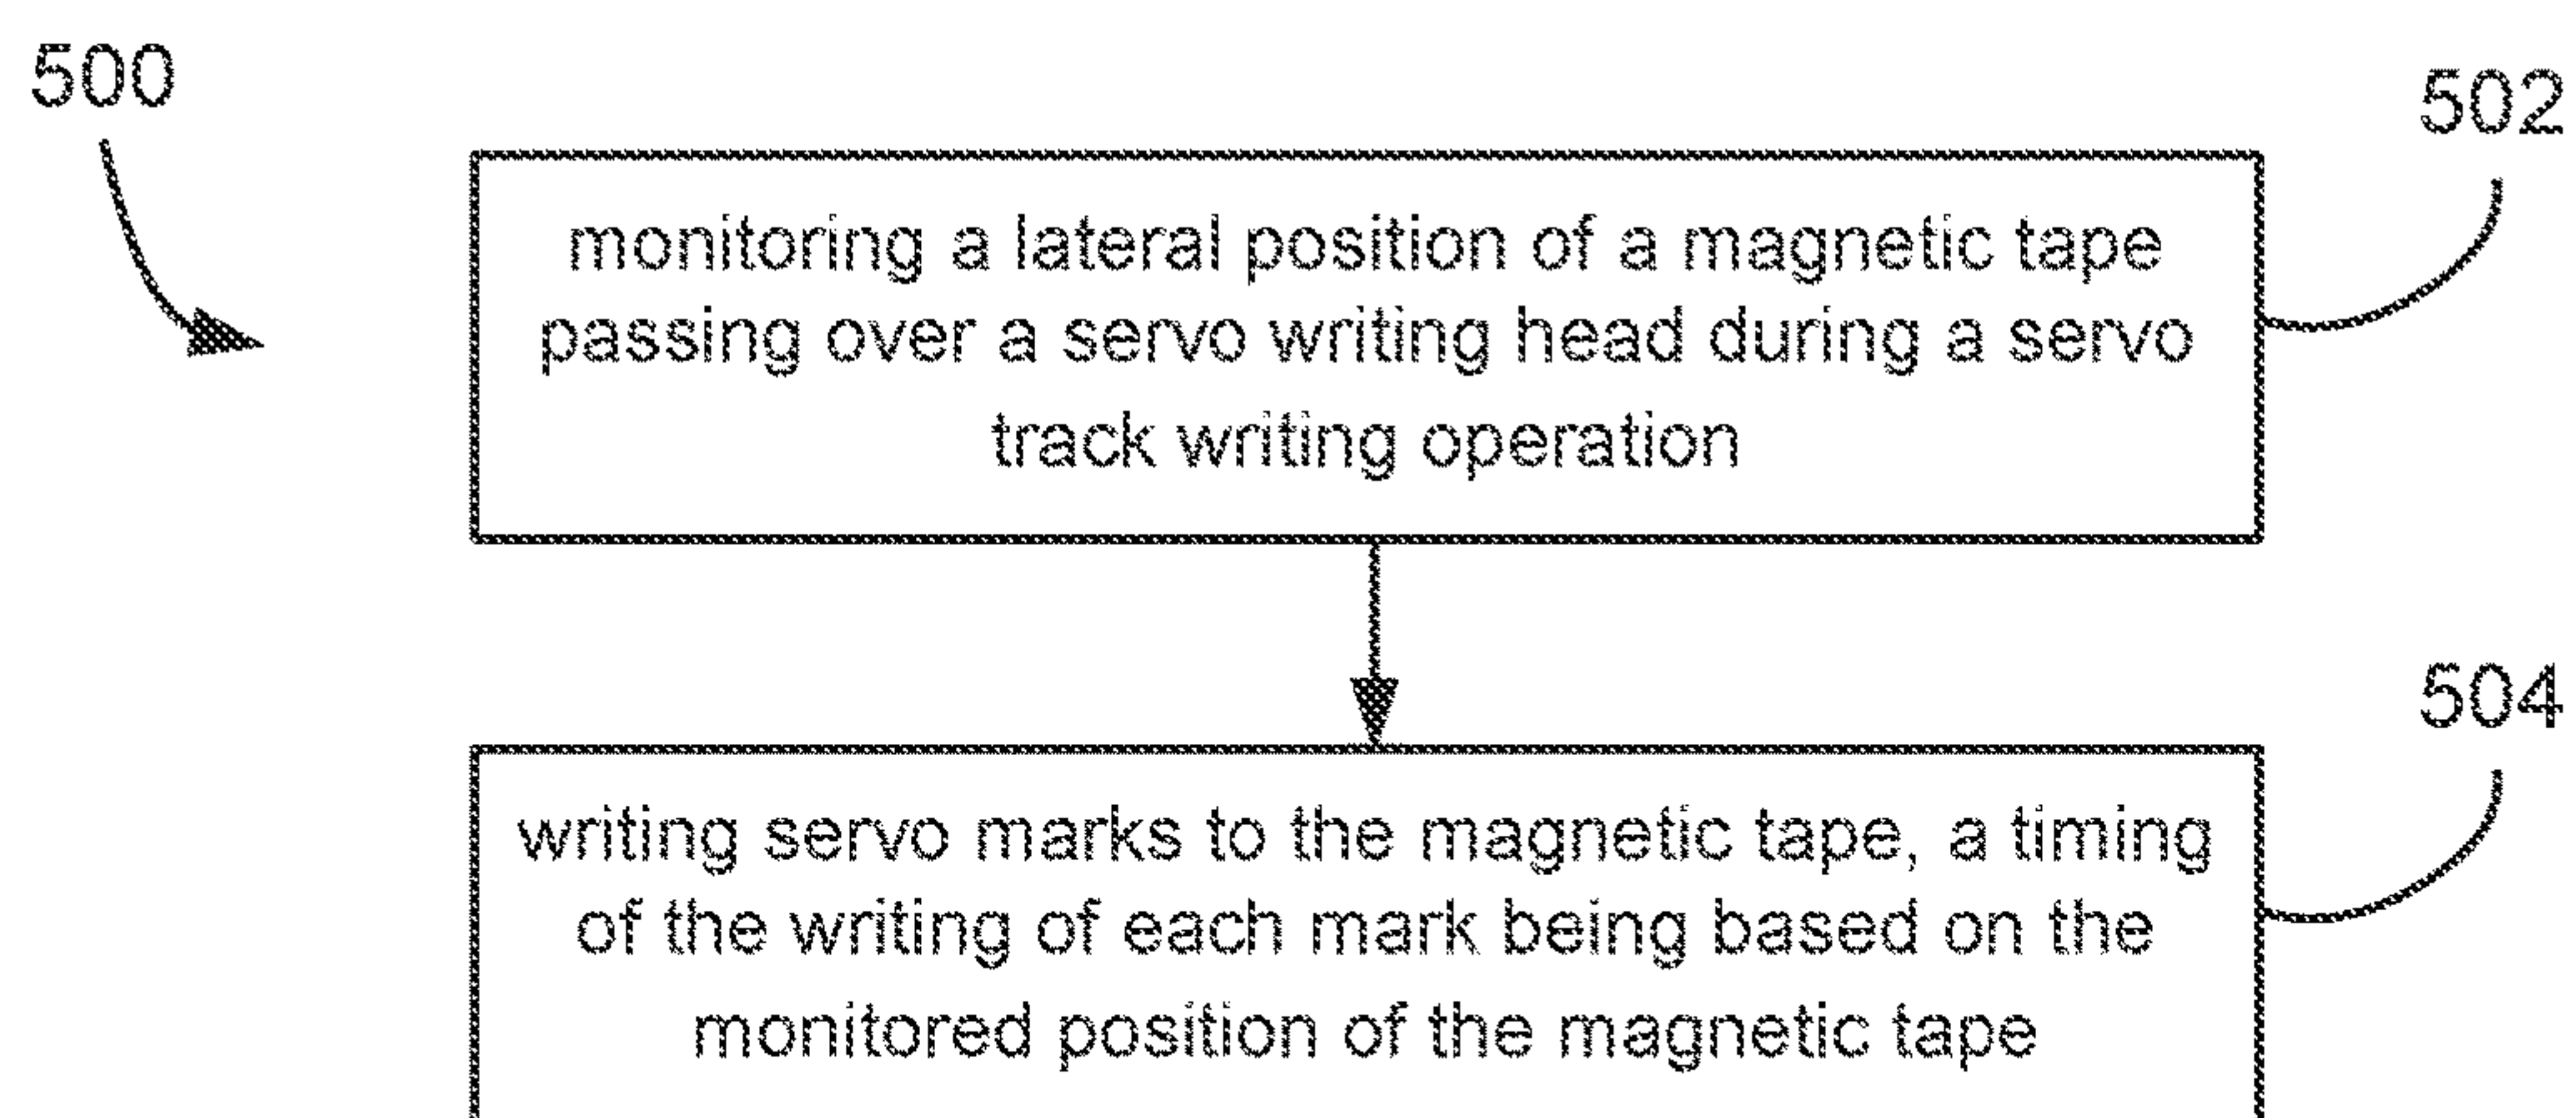 500
502
monitoring a lateral position of a magnetic tape
passing over a servo writing head during a servo
track writing operation
504
writing servo marks to the magnetic tape, a timing
of the writing of each mark being based on the
monitored position of the magnetic tape